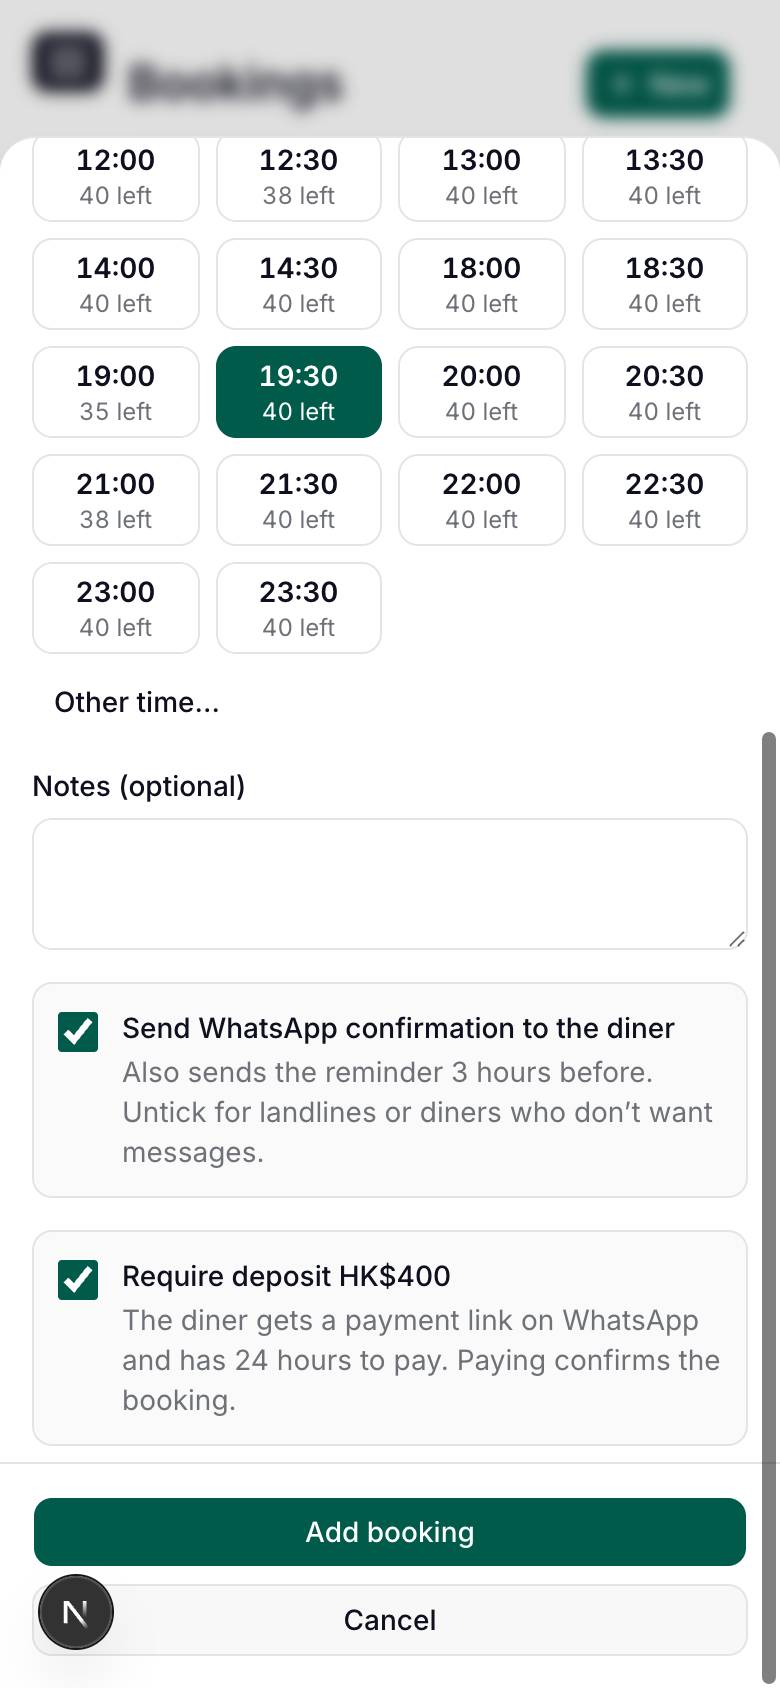 Bookings
+ New
12:00
40 left
12:30
38 left
13:00
40 left
13:30
40 left
14:00
40 left
14:30
40 left
18:00
40 left
18:30
40 left
19:00
35 left
19:30
40 left
20:00
40 left
20:30
40 left
21:00
38 left
21:30
40 left
22:00
40 left
22:30
40 left
23:00
40 left
23:30
40 left
Other time...
Notes (optional)
Send WhatsApp confirmation to the diner
Also sends the reminder 3 hours before.
Untick for landlines or diners who don’t want
messages.
Require deposit HK$400
The diner gets a payment link on WhatsApp
and has 24 hours to pay. Paying confirms the
booking.
Add booking
N
Cancel